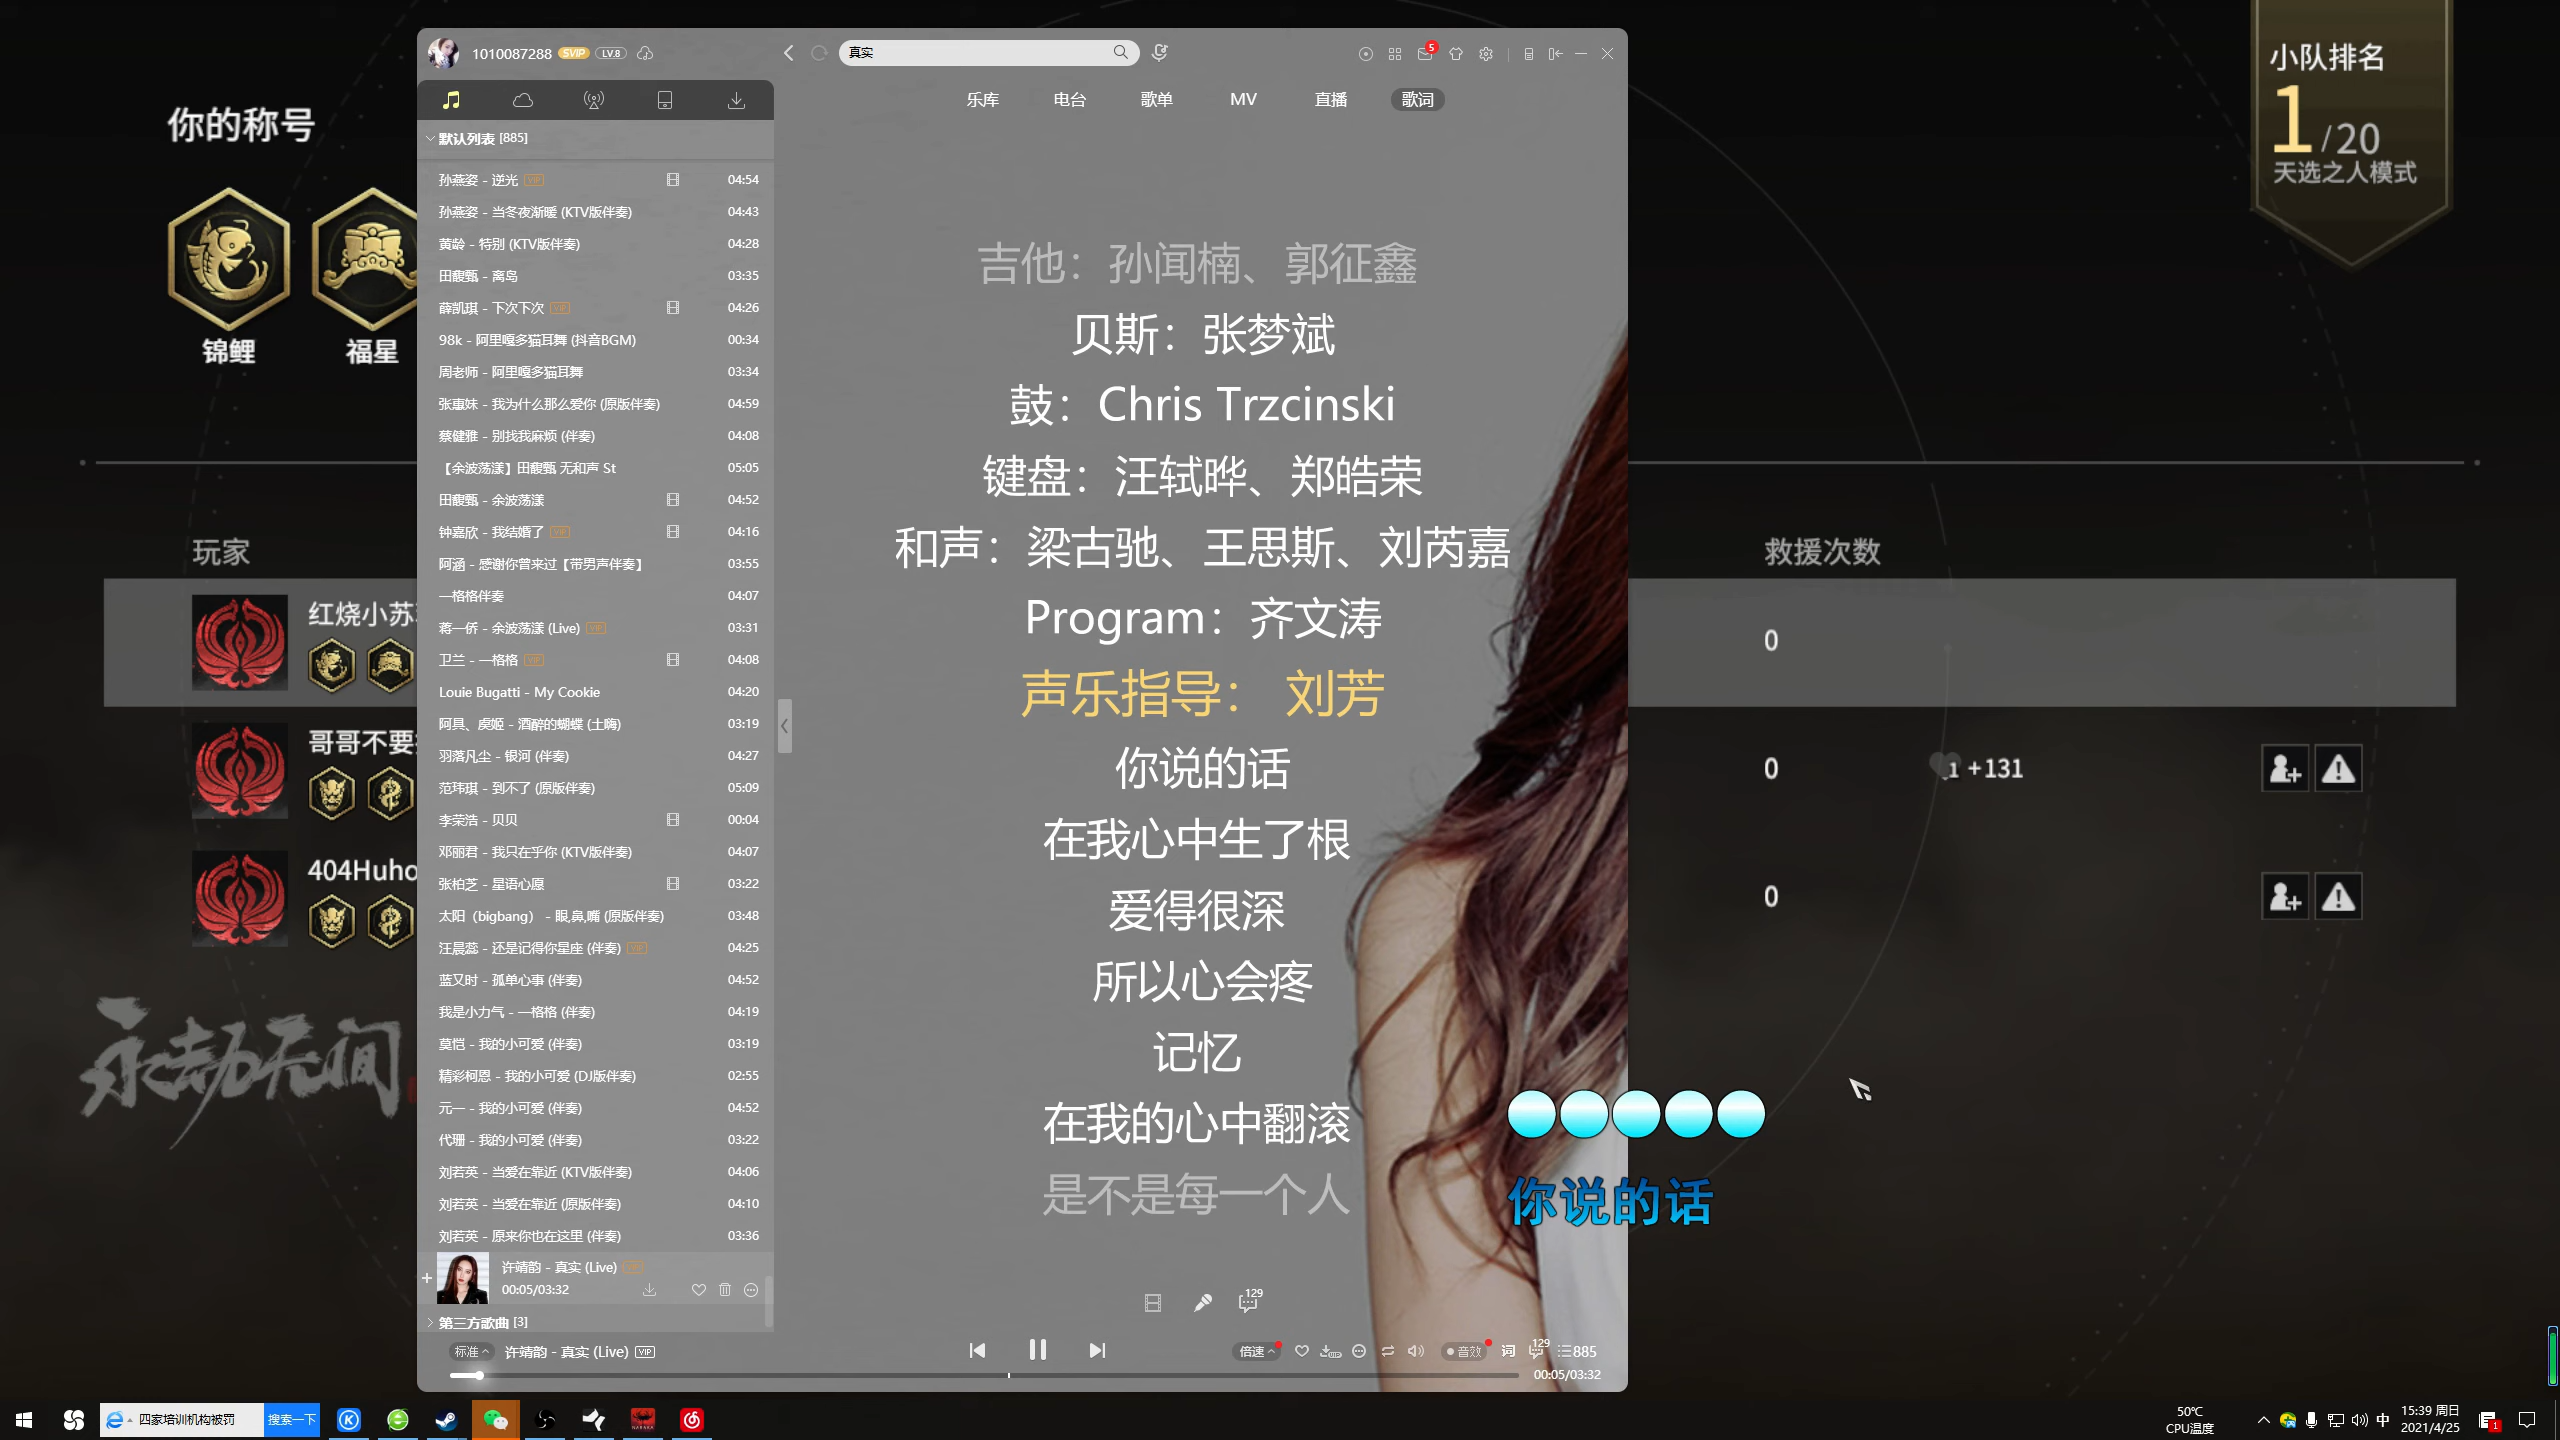 1010087288 SVIP LV.8
真实
5
乐库 电台 歌单 MV 直播 歌词
默认列表 [885]
孙燕姿 - 逆光 VIP 04:54
孙燕姿 - 当冬夜渐暖 (KTV版伴奏) 04:43
黄龄 - 特别 (KTV版伴奏) 04:28
田馥甄 - 离岛 03:35
薛凯琪 - 下次下次 VIP 04:26
98k - 阿里嘎多猫耳舞 (抖音BGM) 00:34
周老师 - 阿里嘎多猫耳舞 03:34
张惠妹 - 我为什么那么爱你 (原版伴奏) 04:59
蔡健雅 - 别找我麻烦 (伴奏) 04:08
【余波荡漾】田馥甄 无和声 St 05:05
田馥甄 - 余波荡漾 04:52
钟嘉欣 - 我结婚了 VIP 04:16
阿涵 - 感谢你曾来过【带男声伴奏】 03:55
一格格伴奏 04:07
蒋一侨 - 余波荡漾 (Live) VIP 03:31
卫兰 - 一格格 VIP 04:08
Louie Bugatti - My Cookie 04:20
阿具、虔姬 - 酒醉的蝴蝶 (土嗨) 03:19
羽落凡尘 - 银河 (伴奏) 04:27
范玮琪 - 到不了 (原版伴奏) 05:09
李荣浩 - 贝贝 00:04
邓丽君 - 我只在乎你 (KTV版伴奏) 04:07
张柏芝 - 星语心愿 03:22
太阳（bigbang） - 眼,鼻,嘴 (原版伴奏) 03:48
汪晨蕊 - 还是记得你星座 (伴奏) VIP 04:25
蓝又时 - 孤单心事 (伴奏) 04:52
我是小力气 - 一格格 (伴奏) 04:19
莫恺 - 我的小可爱 (伴奏) 03:19
精彩柯恩 - 我的小可爱 (DJ版伴奏) 02:55
元一 - 我的小可爱 (伴奏) 04:52
代珊 - 我的小可爱 (伴奏) 03:22
刘若英 - 当爱在靠近 (KTV版伴奏) 04:06
刘若英 - 当爱在靠近 (原版伴奏) 04:10
刘若英 - 原来你也在这里 (伴奏) 03:36
许靖韵 - 真实 (Live) VIP
00:05/03:32
第三方歌曲 [3]
吉他：孙闻楠、郭征鑫
贝斯：张梦斌
鼓：Chris Trzcinski
键盘：汪轼晔、郑皓荣
和声：梁古驰、王思斯、刘芮嘉
Program：齐文涛
声乐指导： 刘芳
你说的话
在我心中生了根
爱得很深
所以心会疼
记忆
在我的心中翻滚
是不是每一个人
129
标准 许靖韵 - 真实 (Live) VIP
倍速 音效 词 129 885
00:05/03:32
你说的话
你的称号
锦鲤 福星
小队排名
1/20
天选之人模式
玩家 救援次数
红烧小苏 0
哥哥不要 0 1 +131
404Huho 0
永劫无间
四家培训机构被罚 搜索一下
NARAKA
50℃
CPU温度
中
15:39 周日
2021/4/25
1